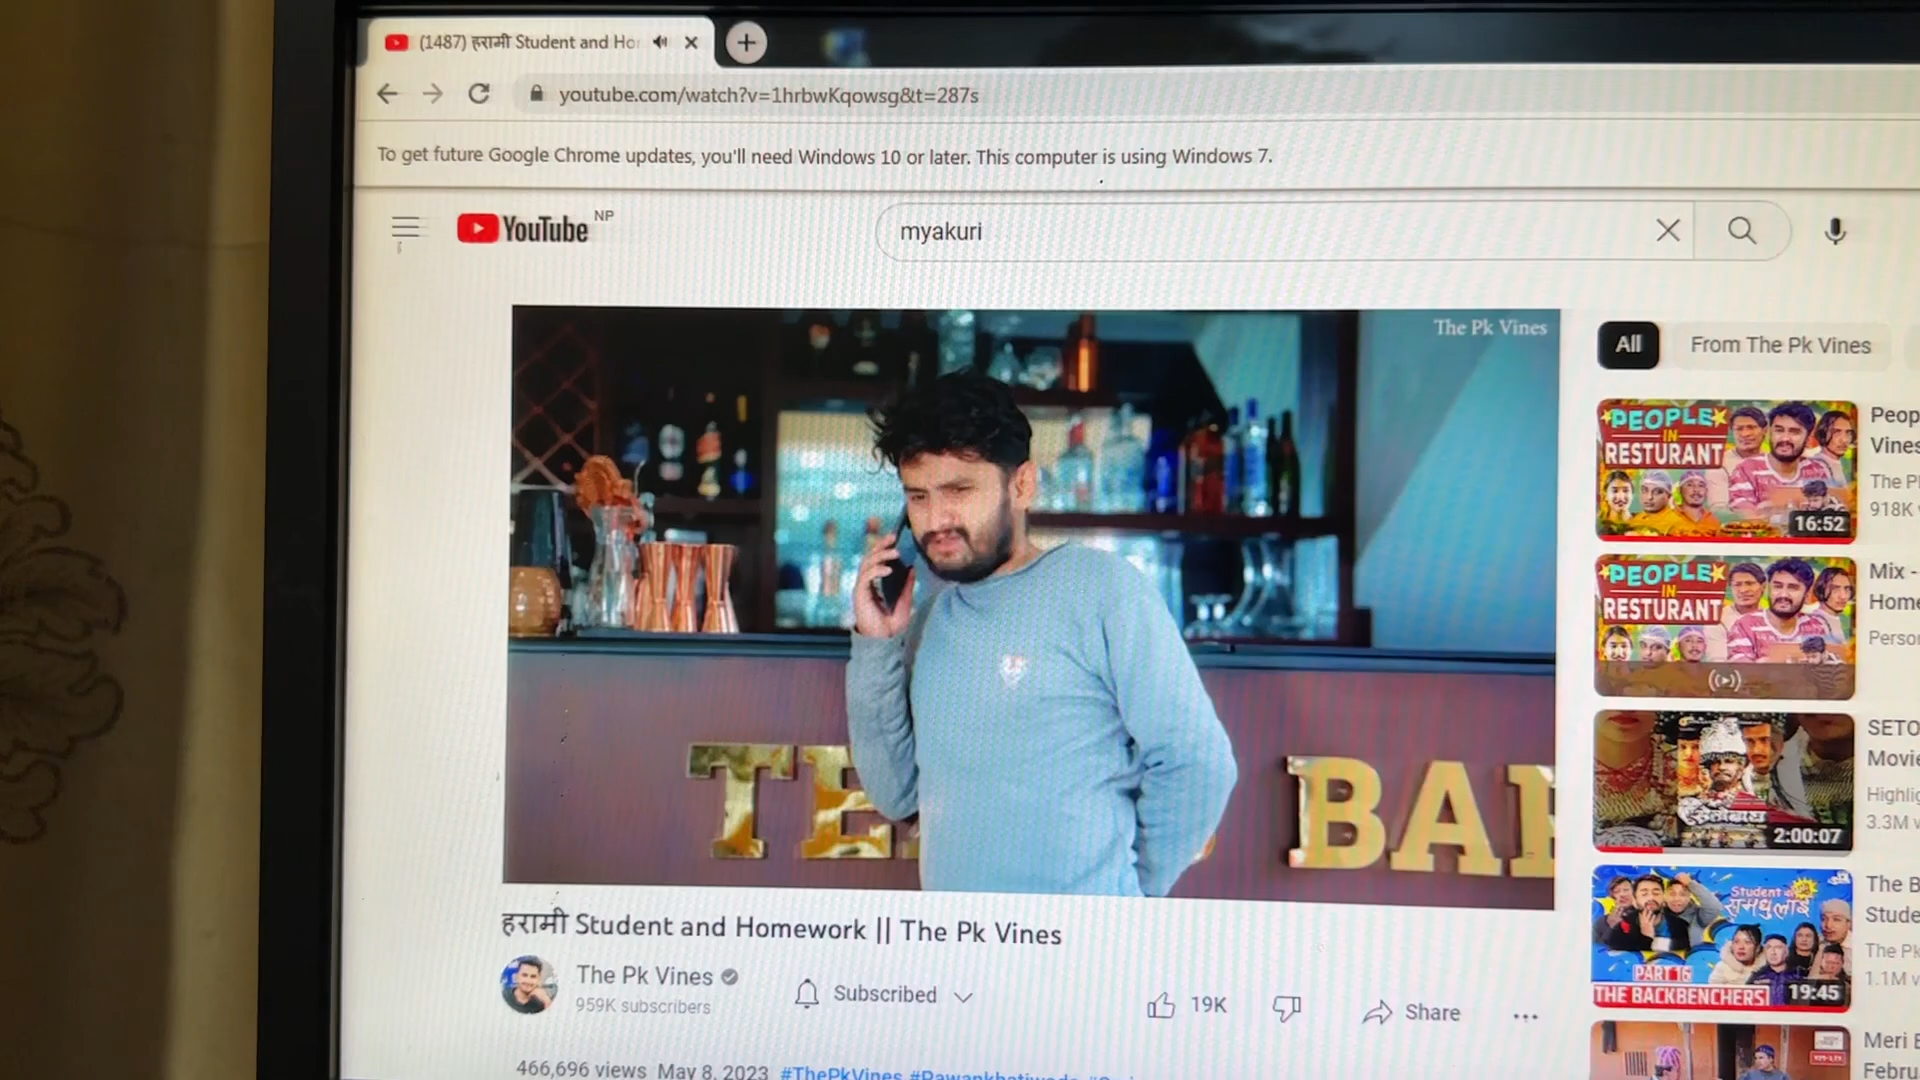 (1487) हरामी Student and Hor
youtube.com/watch?v=1hrbwKqowsg&t=287s
To get future Google Chrome updates, you'll need Windows 10 or later. This computer is using Windows 7.
YouTube NP
myakuri
The Pk Vines
TE BAR
हरामी Student and Homework || The Pk Vines
The Pk Vines
959K subscribers
Subscribed
19K
Share
466,696 views May 8, 2023 #ThePkVines
All
From The Pk Vines
PEOPLE
IN
RESTURANT
16:52
Peop
Vines
The P
918K
PEOPLE
IN
RESTURANT
Mix -
Home
Person
2:00:07
SETO
Movie
Highlig
3.3M v
Student
PART 16
THE BACKBENCHERS
19:45
The B
Stude
The Pk
1.1M v
Meri
Febru